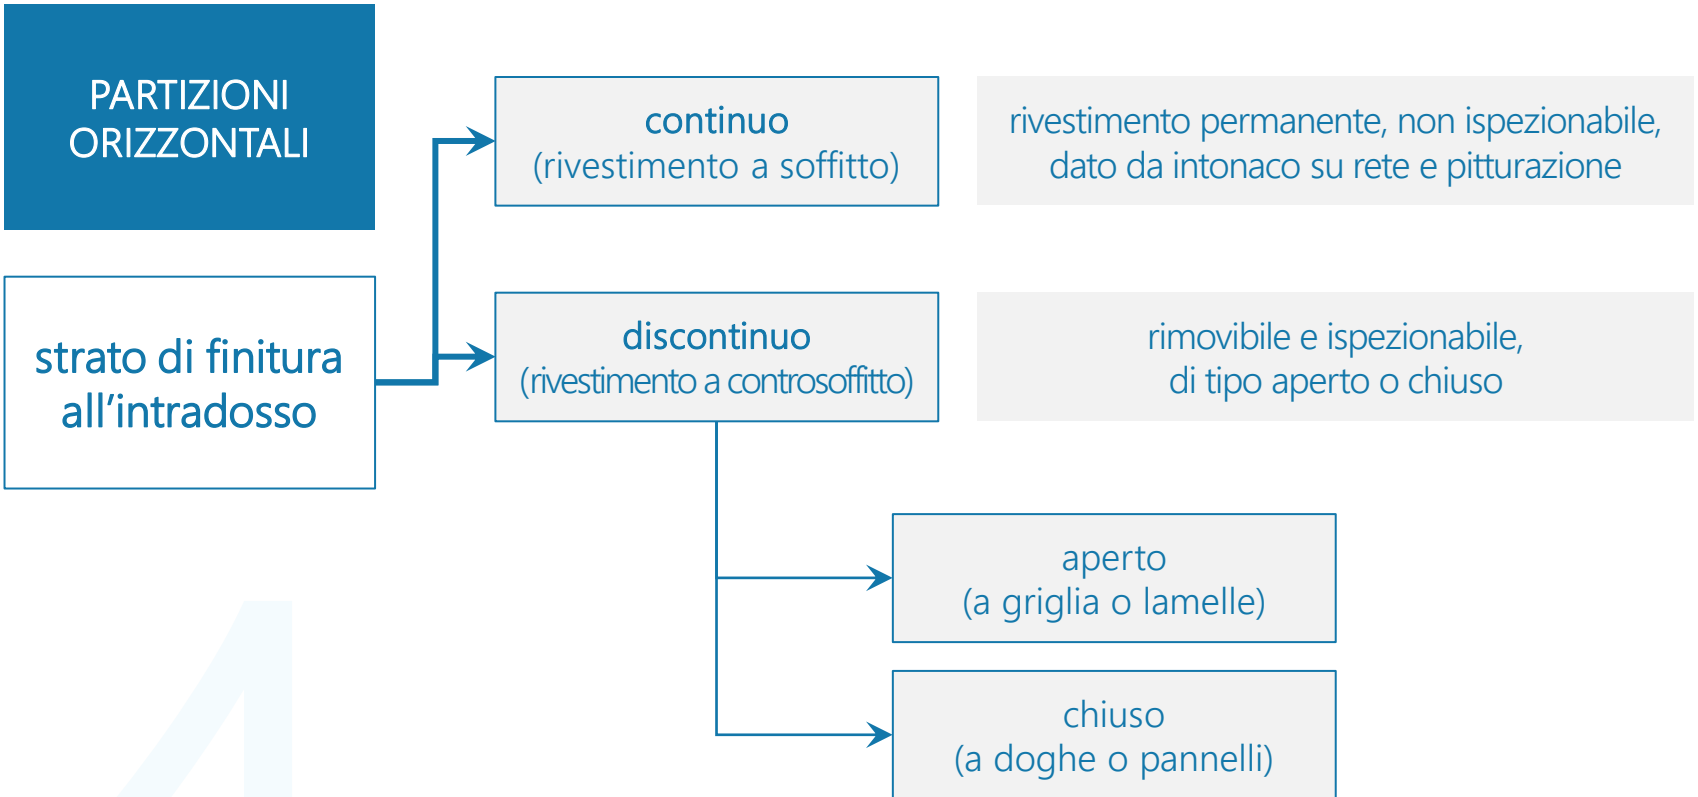 PARTIZIONI
ORIZZONTALI
continuo
(rivestimento a soffitto)
rivestimento permanente, non ispezionabile,
dato da intonaco su rete e pitturazione
strato di finitura
all’intradosso
discontinuo
(rivestimento a controsoffitto)
rimovibile e ispezionabile,
di tipo aperto o chiuso
aperto
(a griglia o lamelle)
chiuso
(a doghe o pannelli)